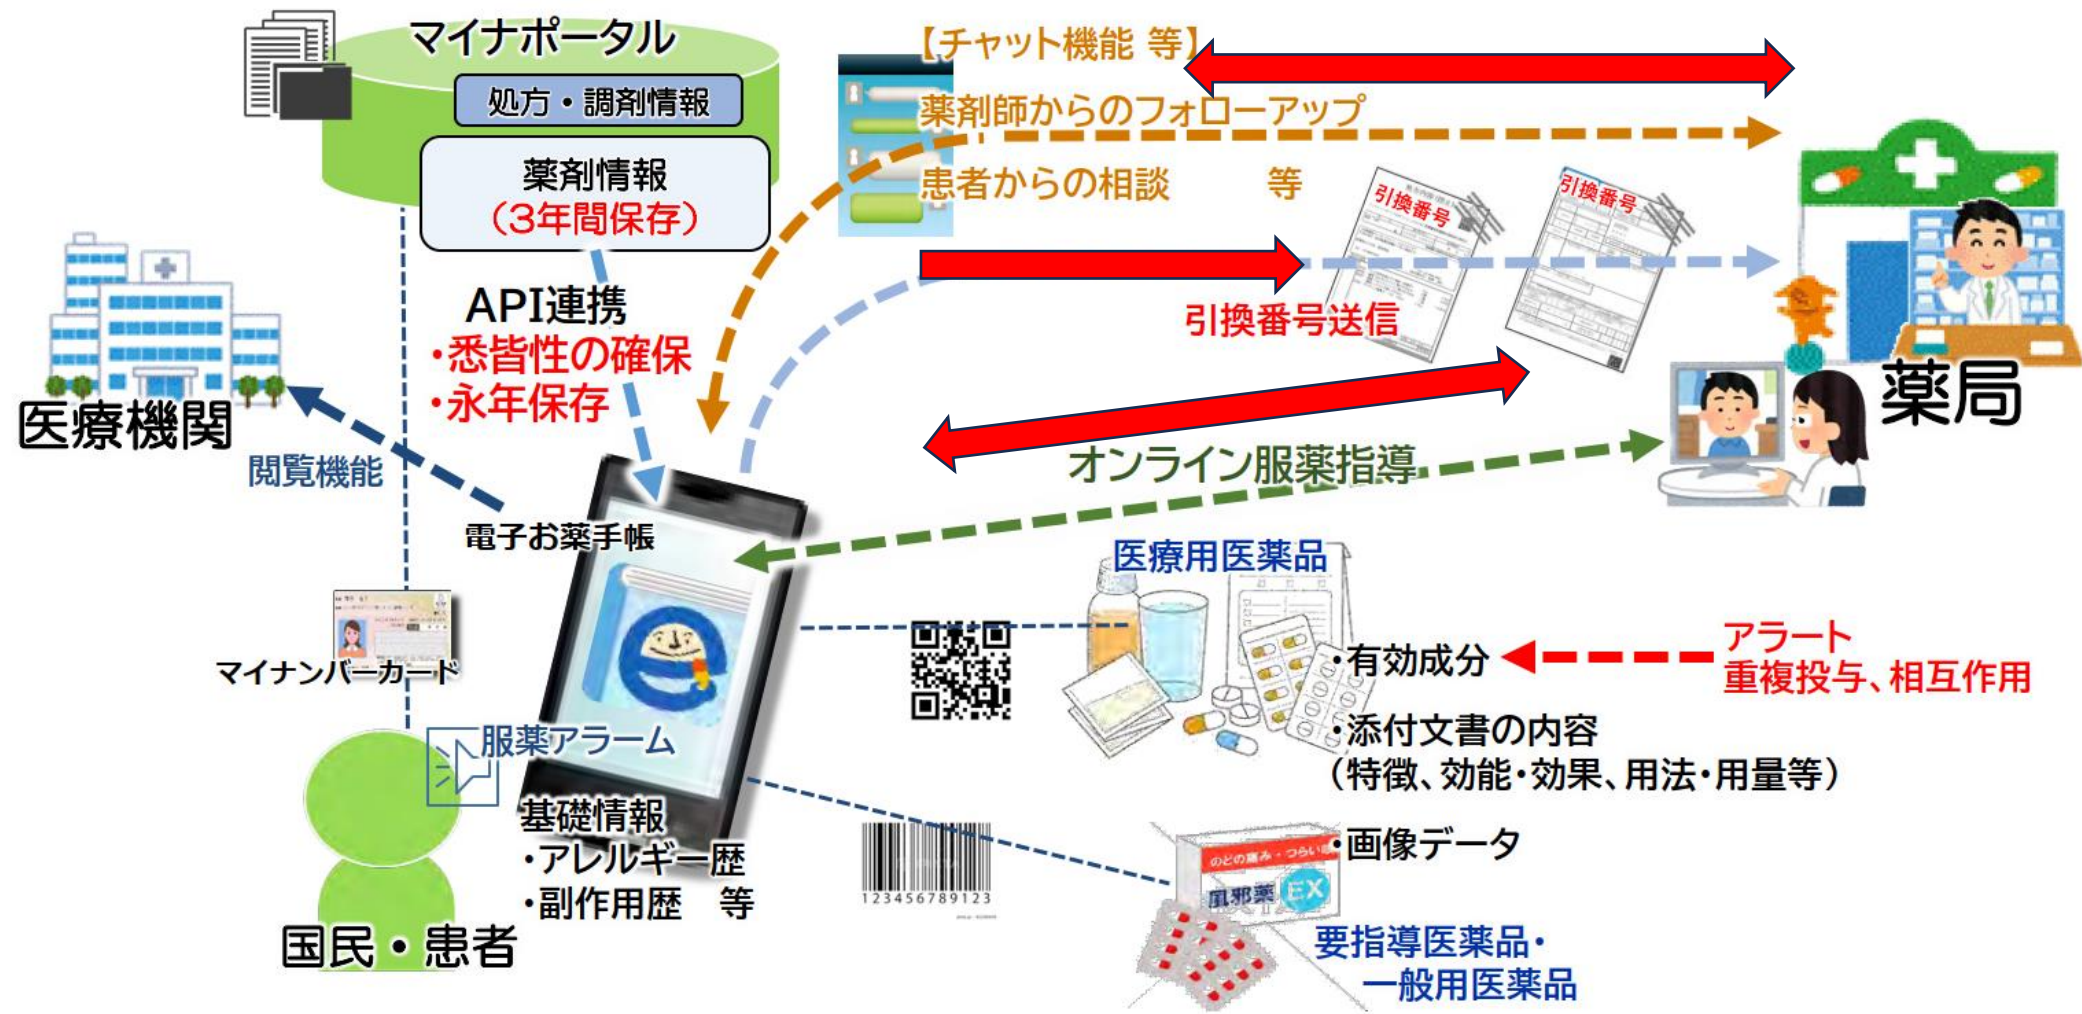 マイナポータル
処方・調剤情報
薬剤情報
（3年間保存）
【チャット機能 等】
薬剤師からのフォローアップ
患者からの相談　　　等
引換番号
引換番号
引換番号送信
API連携
・悉皆性の確保
・永年保存
医療機関
閲覧機能
薬局
オンライン服薬指導
電子お薬手帳
医療用医薬品
マイナンバーカード
・有効成分
アラート
重複投与、相互作用
服薬アラーム
・添付文書の内容
（特徴、効能・効果、用法・用量等）
基礎情報
・アレルギー歴
・副作用歴　等
123456789123
・画像データ
のどの痛み・つらい
風邪薬 EX
国民・患者
要指導医薬品・
一般用医薬品